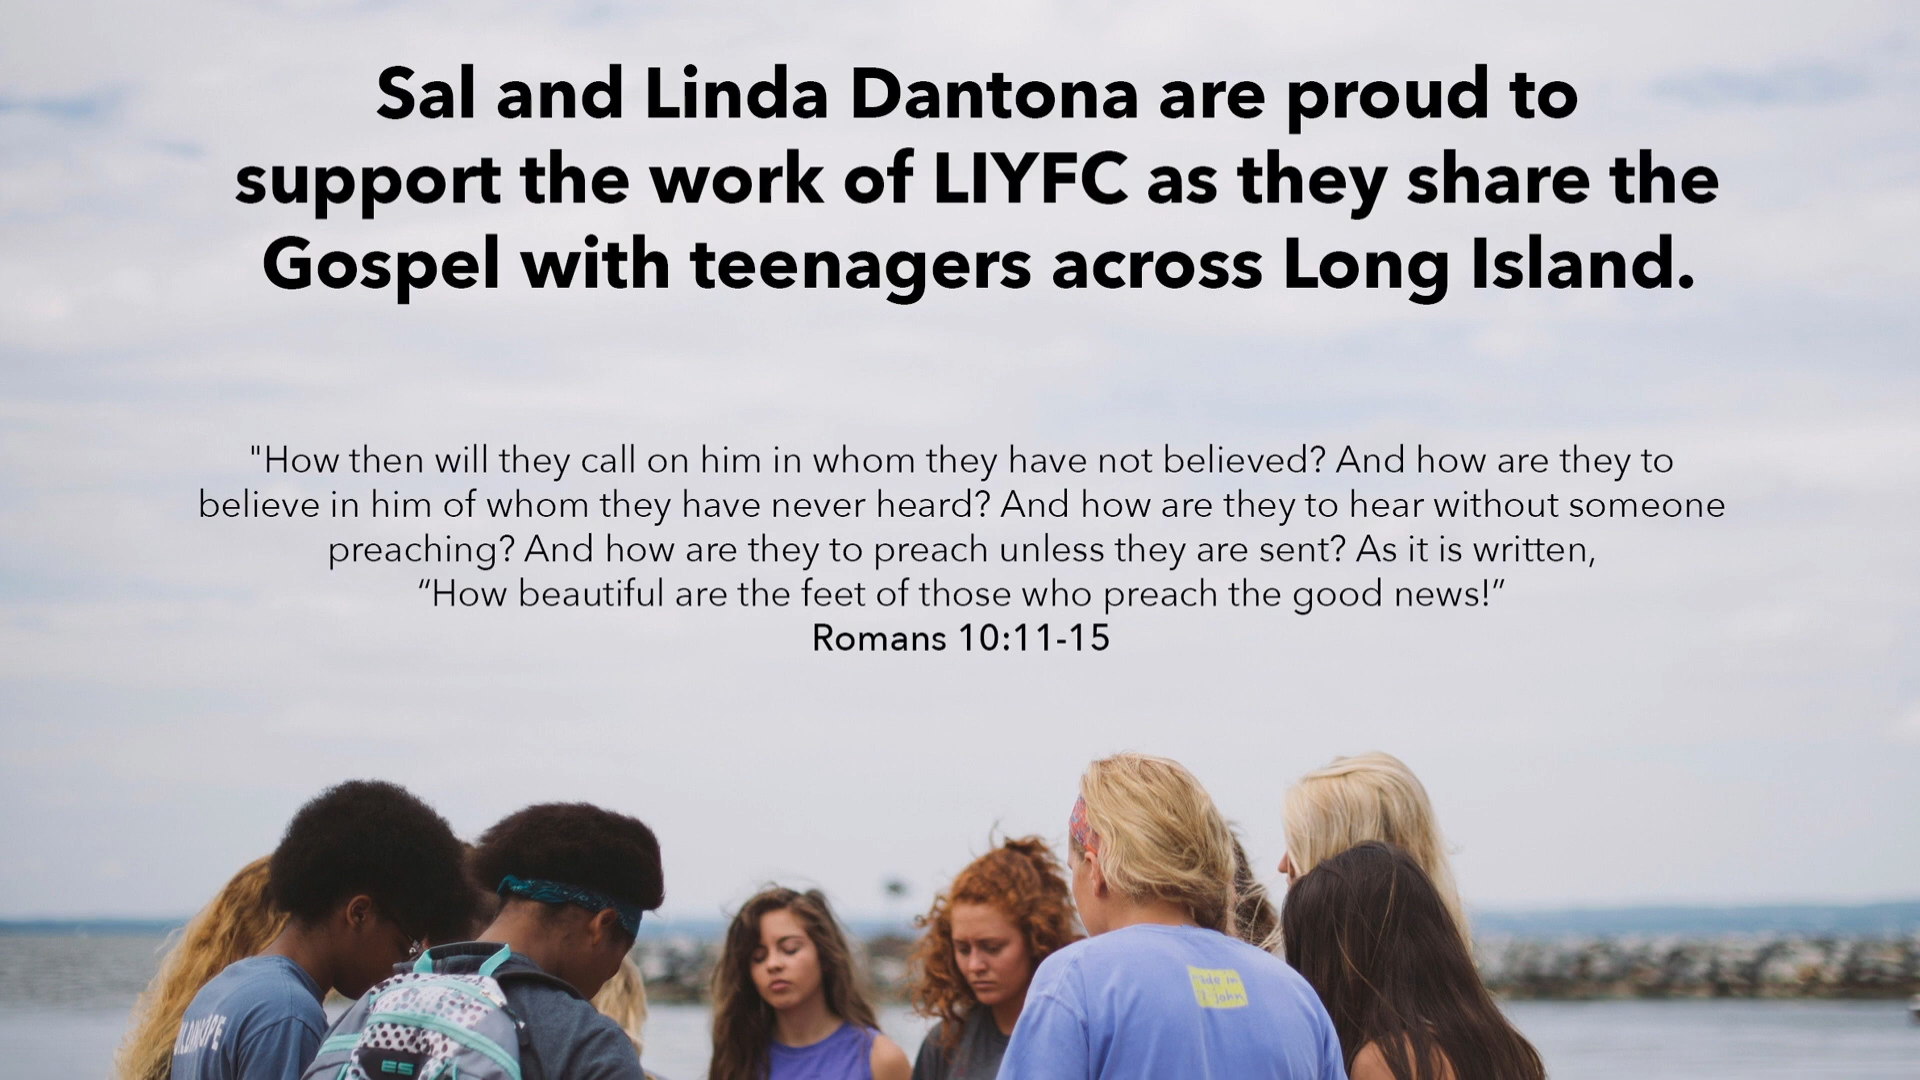 Sal and Linda Dantona are proud to
support the work of LIYFC as they share the
Gospel with teenagers across Long Island.
"How then will they call on him in whom they have not believed? And how are they to
believe in him of whom they have never heard? And how are they to hear without someone
preaching? And how are they to preach unless they are sent? As it is written,
“How beautiful are the feet of those who preach the good news!”
Romans 10:11-15
ES